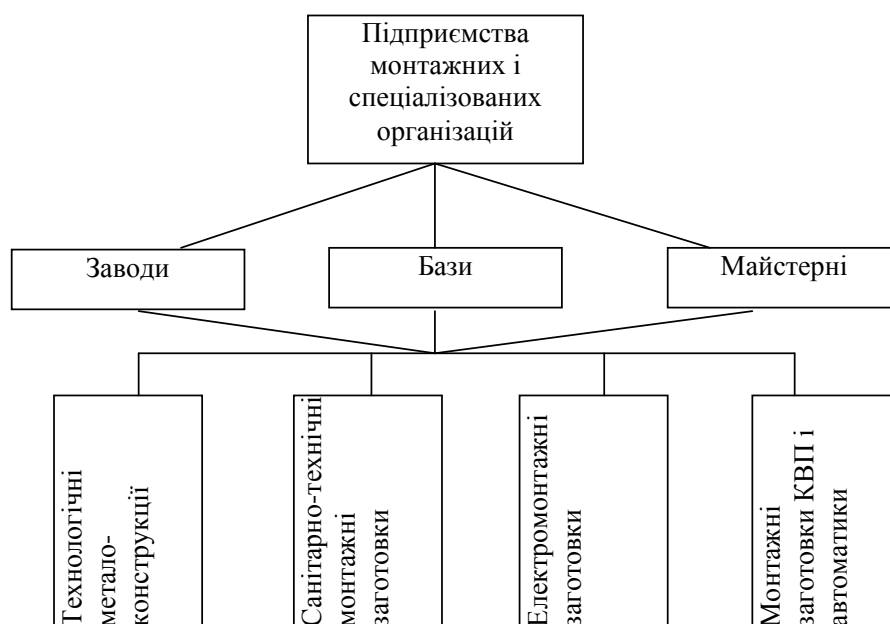 Підприємства
монтажних і
спеціалізованих
організацій
Заводи
Бази
Майстерні
Технологічні
метало-
конструкції
Санітарно-технічні
монтажні
заготовки
Електромонтажні
заготовки
Монтажні
заготовки КВП і
автоматики